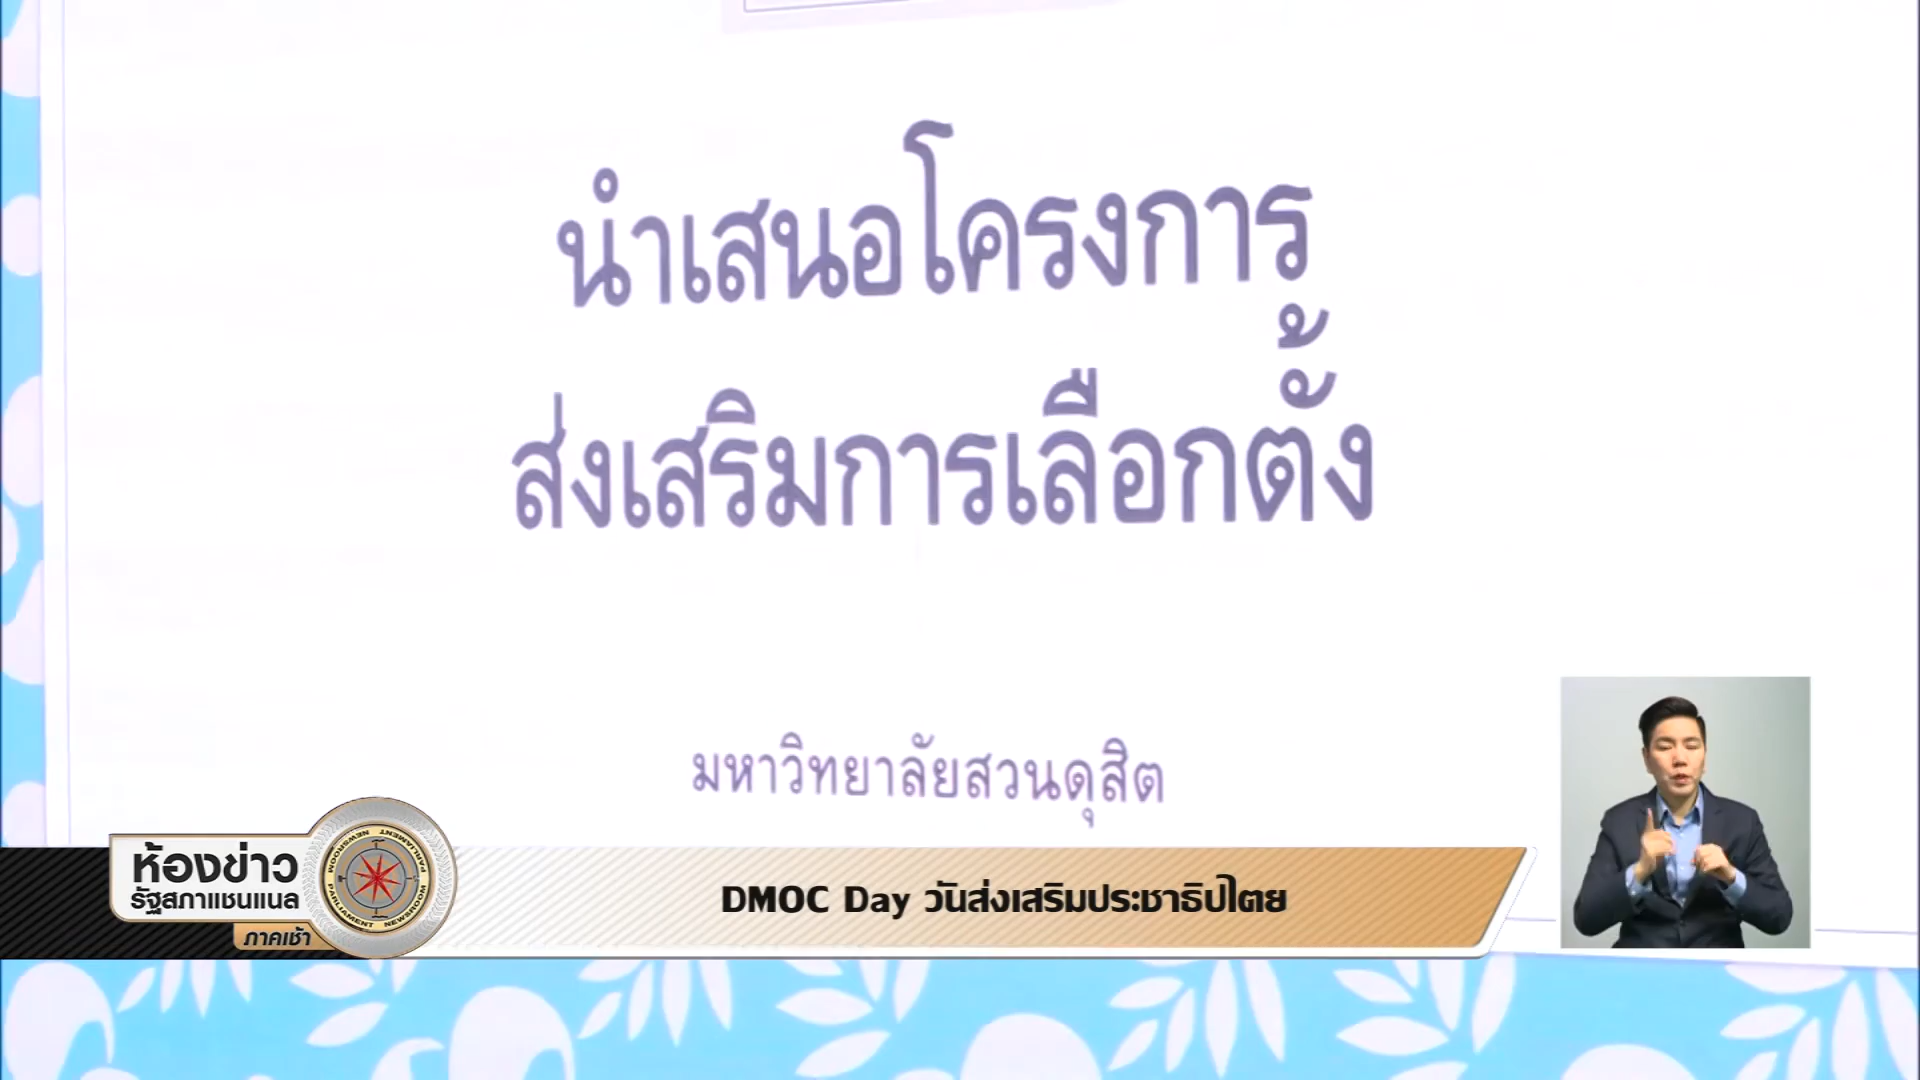 นำเสนอโครงการ
ส่งเสริมการเลือกตั้ง
มหาวิทยาลัยสวนดุสิต
ห้องข่าว
รัฐสภาแชนแนล
ภาคเช้า
PARLIAMENT NEWSROOM PARLIAMENT NEWSROOM
DMOC Day วันส่งเสริมประชาธิปไตย